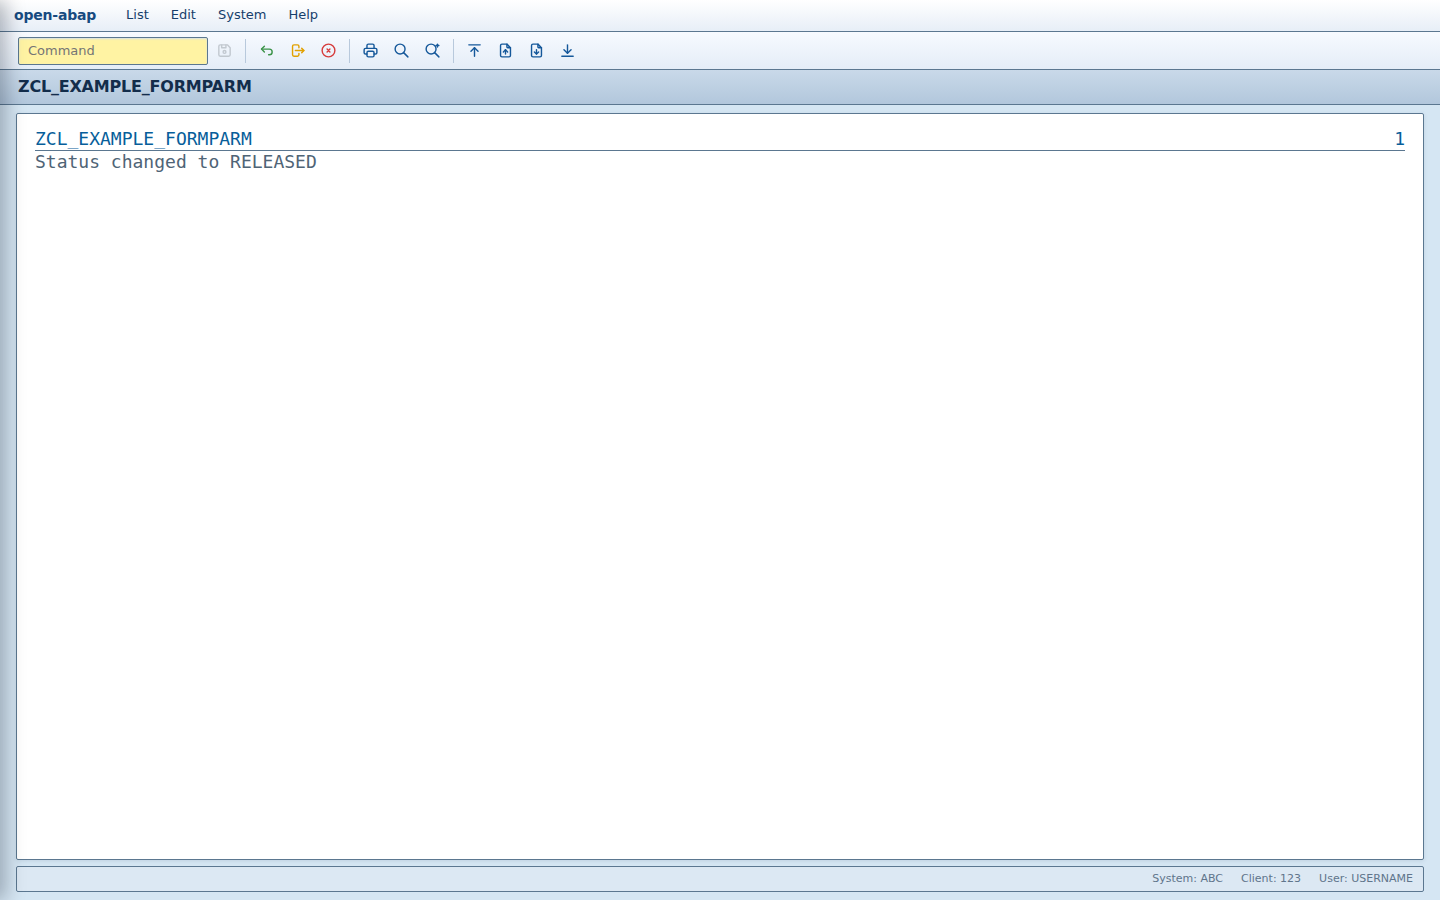 open-abap List Edit System Help
Command
ZCL_EXAMPLE_FORMPARM
ZCL_EXAMPLE_FORMPARM 1
Status changed to RELEASED
System: ABC Client: 123 User: USERNAME